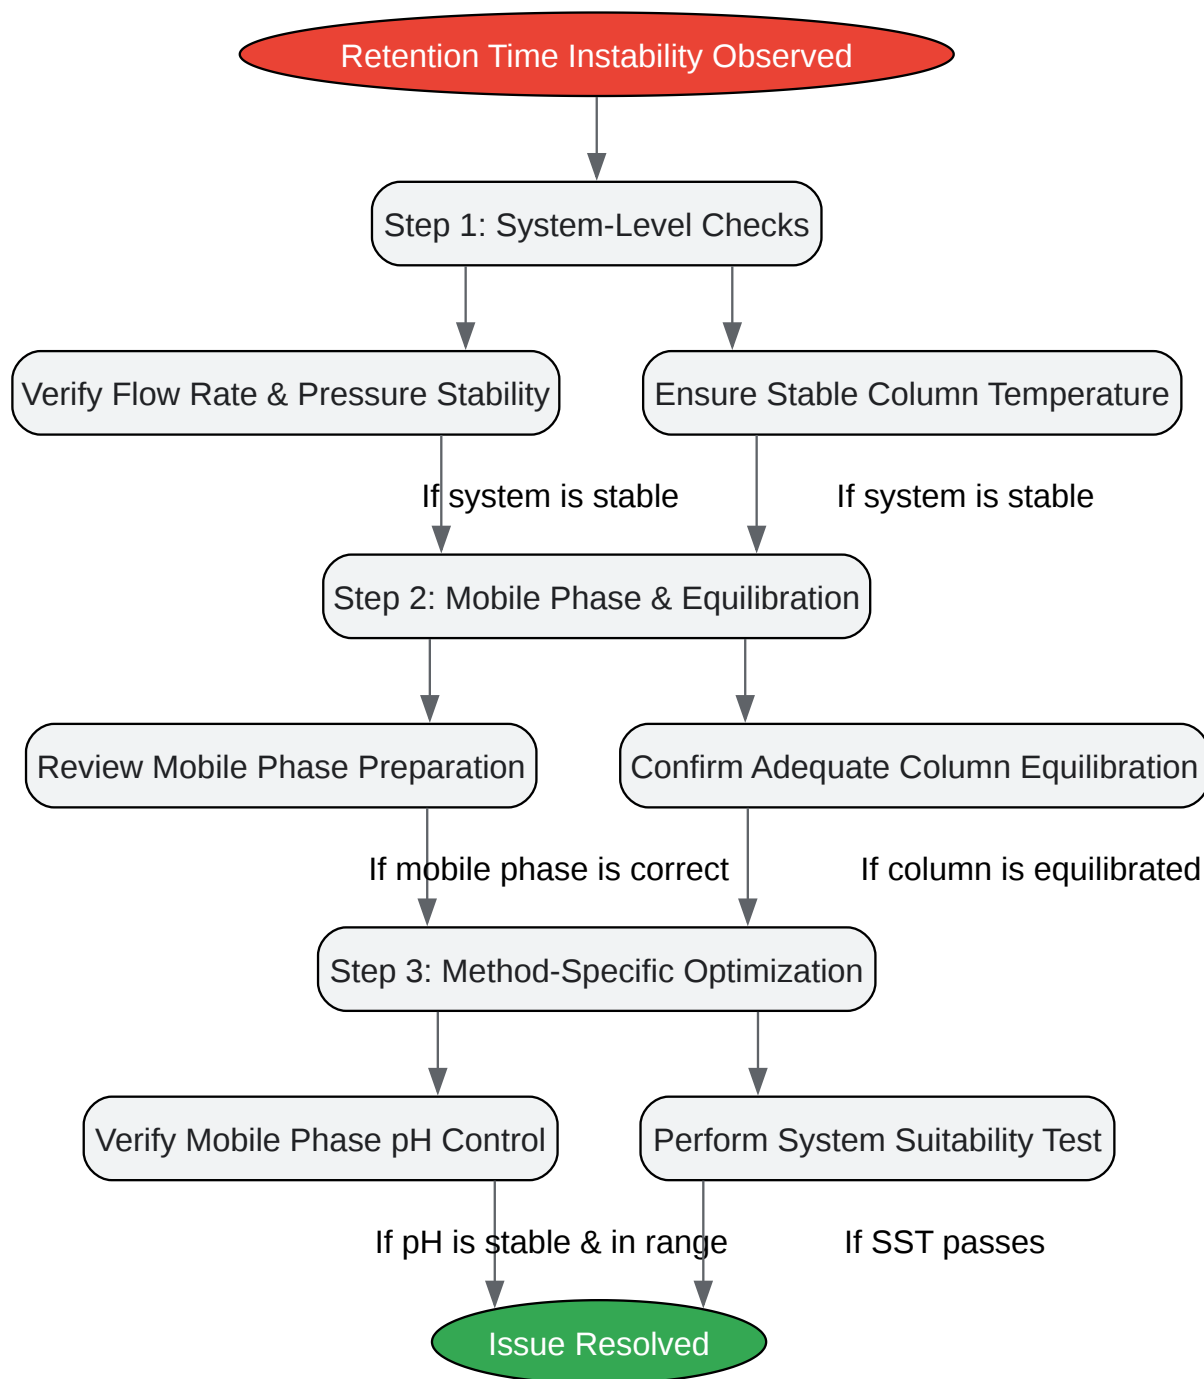 Retention Time Instability Observed
Step 1: System-Level Checks
Verify Flow Rate & Pressure Stability
Ensure Stable Column Temperature
If system is stable
If system is stable
Step 2: Mobile Phase & Equilibration
Review Mobile Phase Preparation
Confirm Adequate Column Equilibration
If mobile phase is correct
If column is equilibrated
Step 3: Method-Specific Optimization
Verify Mobile Phase pH Control
Perform System Suitability Test
If pH is stable & in range
If SST passes
Issue Resolved